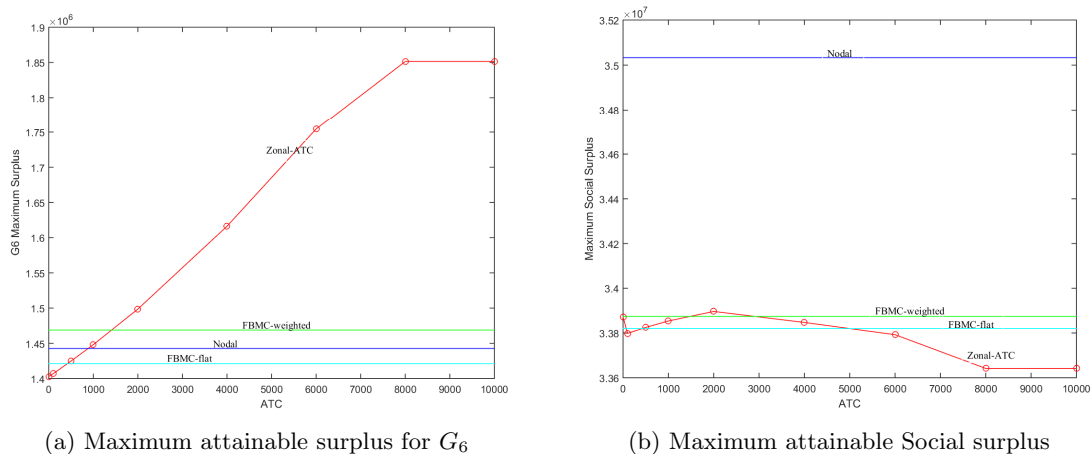 ×10⁶
1.9
1.85
1.8
1.75
1.7
1.65
1.6
1.55
1.5
1.45
1.4
G6 Maximum Surplus
Zonal-ATC
FBMC-weighted
Nodal
FBMC-flat
0 1000 2000 3000 4000 5000 6000 7000 8000 9000 10000
ATC
(a) Maximum attainable surplus for G₆
×10⁷
3.52
3.5
3.48
3.46
3.44
3.42
3.4
3.38
3.36
Maximum Social Surplus
Nodal
FBMC-weighted
FBMC-flat
Zonal-ATC
0 1000 2000 3000 4000 5000 6000 7000 8000 9000 10000
ATC
(b) Maximum attainable Social surplus